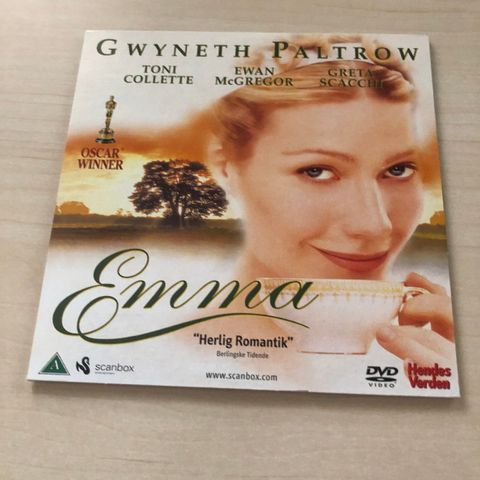 GWYNETH PALTROW
TONI EWAN GRETA
COLLETTE McGREGOR SCACCHI
OSCAR
WINNER
Emma
"Herlig Romantik"
Berlingske Tidende
A
scanbox
www.scanbox.com
DVD
VIDEO
Hendes
Verden